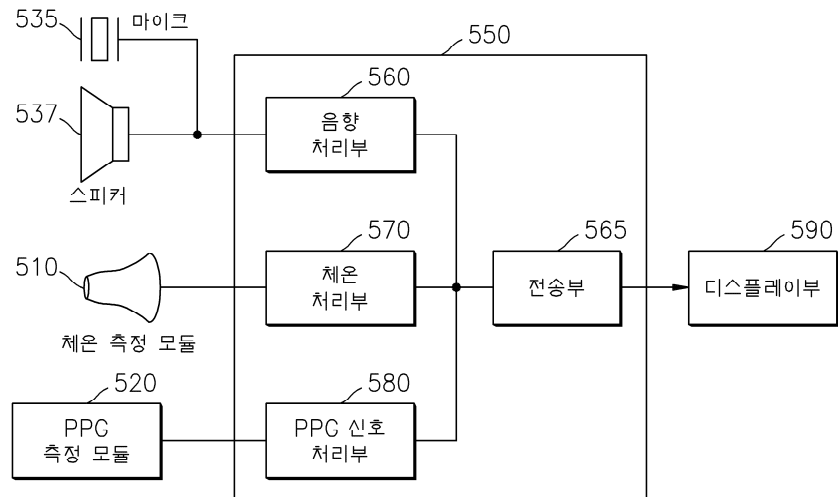 535
마이크
550
537
560
음향
처리부
스피커
510
570
체온
처리부
565
전송부
590
디스플레이부
체온 측정 모듈
520
PPG
측정 모듈
580
PPG 신호
처리부